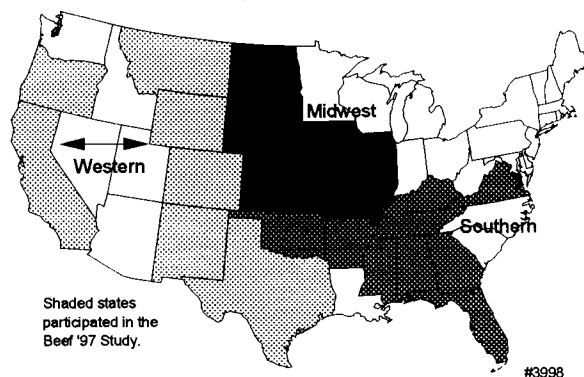 Midwest
Western
Southern
Shaded states
participated in the
Beef '97 Study.
#3998